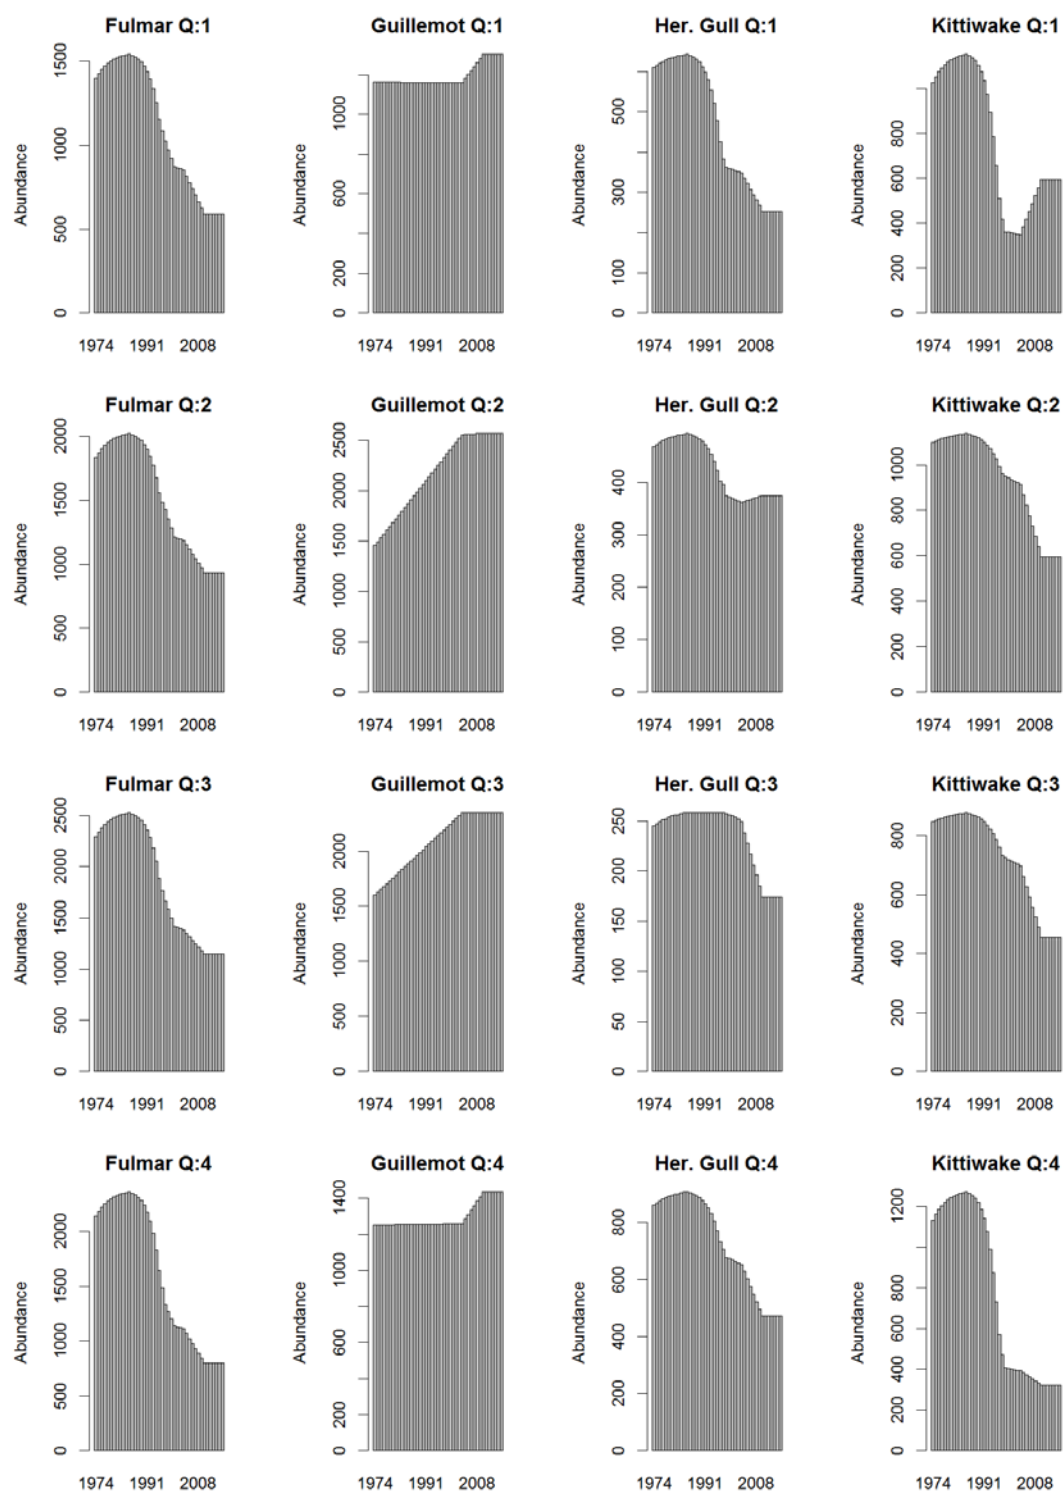 Fulmar Q:1
Abundance
0 500 1000 1500
1974 1991 2008
Guillemot Q:1
Abundance
0 200 600 1000
1974 1991 2008
Her. Gull Q:1
Abundance
0 100 300 500
1974 1991 2008
Kittiwake Q:1
Abundance
0 200 400 600 800
1974 1991 2008
Fulmar Q:2
Abundance
0 500 1000 1500 2000
1974 1991 2008
Guillemot Q:2
Abundance
0 500 1000 1500 2000 2500
1974 1991 2008
Her. Gull Q:2
Abundance
0 100 200 300 400
1974 1991 2008
Kittiwake Q:2
Abundance
0 200 400 600 800 1000
1974 1991 2008
Fulmar Q:3
Abundance
0 500 1000 1500 2000 2500
1974 1991 2008
Guillemot Q:3
Abundance
0 500 1000 1500 2000
1974 1991 2008
Her. Gull Q:3
Abundance
0 50 100 150 200 250
1974 1991 2008
Kittiwake Q:3
Abundance
0 200 400 600 800
1974 1991 2008
Fulmar Q:4
Abundance
0 500 1000 1500 2000
1974 1991 2008
Guillemot Q:4
Abundance
0 200 600 1000 1400
1974 1991 2008
Her. Gull Q:4
Abundance
0 200 400 600 800
1974 1991 2008
Kittiwake Q:4
Abundance
0 200 400 600 800 1200
1974 1991 2008